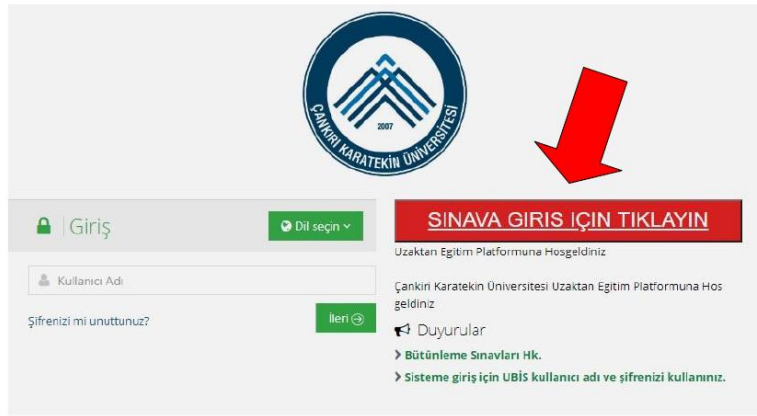 ÇANKIRI KARATEKİN ÜNİVERSİTESİ
2007
Giriş
Dil seçin
Kullanıcı Adı
Şifrenizi mi unuttunuz?
İleri
SINAVA GIRIS IÇIN TIKLAYIN
Uzaktan Egitim Platformuna Hosgeldiniz
Çankiri Karatekin Üniversitesi Uzaktan Egitim Platformuna Hos
geldiniz
Duyurular
Bütünleme Sınavları Hk.
Sisteme giriş için UBİS kullanıcı adı ve şifrenizi kullanınız.